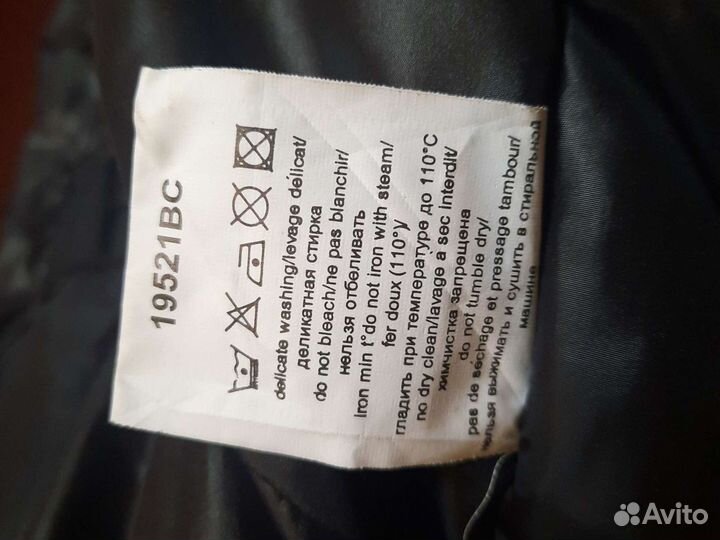 19521BC
delicate washing/levage délicat/
деликатная стирка
do not bleach/ne pas blanchir/
нельзя отбеливать
Iron min t°do not iron with steam/
fer doux (110°)/
гладить при температуре до 110°C
no dry clean/lavage a sec interdit/
химчистка запрещена
do not tumble dry/
pas de séchage et pressage tambour/
нельзя выжимать и сушить в стиральной
машине
Avito